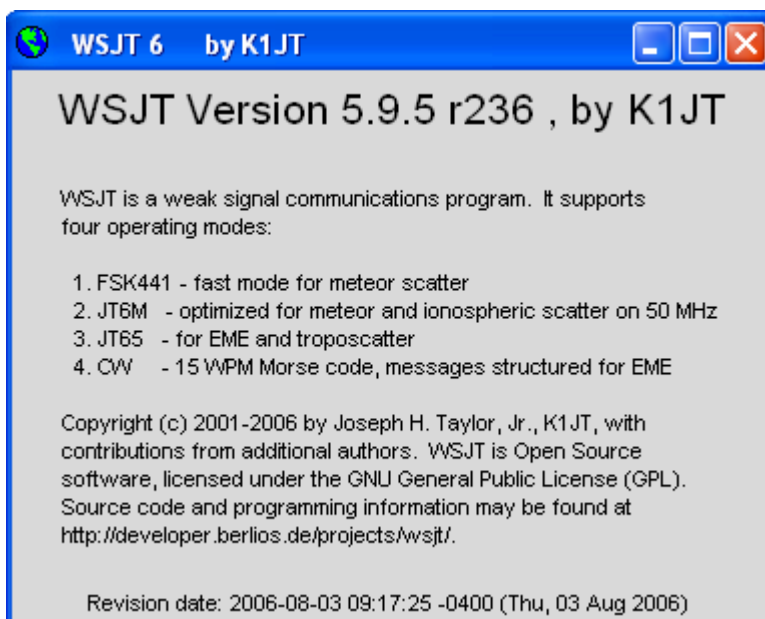 WSJT 6 by K1JT
WSJT Version 5.9.5 r236 , by K1JT
WSJT is a weak signal communications program. It supports
four operating modes:
1. FSK441 - fast mode for meteor scatter
2. JT6M - optimized for meteor and ionospheric scatter on 50 MHz
3. JT65 - for EME and troposcatter
4. CW - 15 WPM Morse code, messages structured for EME
Copyright (c) 2001-2006 by Joseph H. Taylor, Jr., K1JT, with
contributions from additional authors. WSJT is Open Source
software, licensed under the GNU General Public License (GPL).
Source code and programming information may be found at
http://developer.berlios.de/projects/wsjt/.
Revision date: 2006-08-03 09:17:25 -0400 (Thu, 03 Aug 2006)